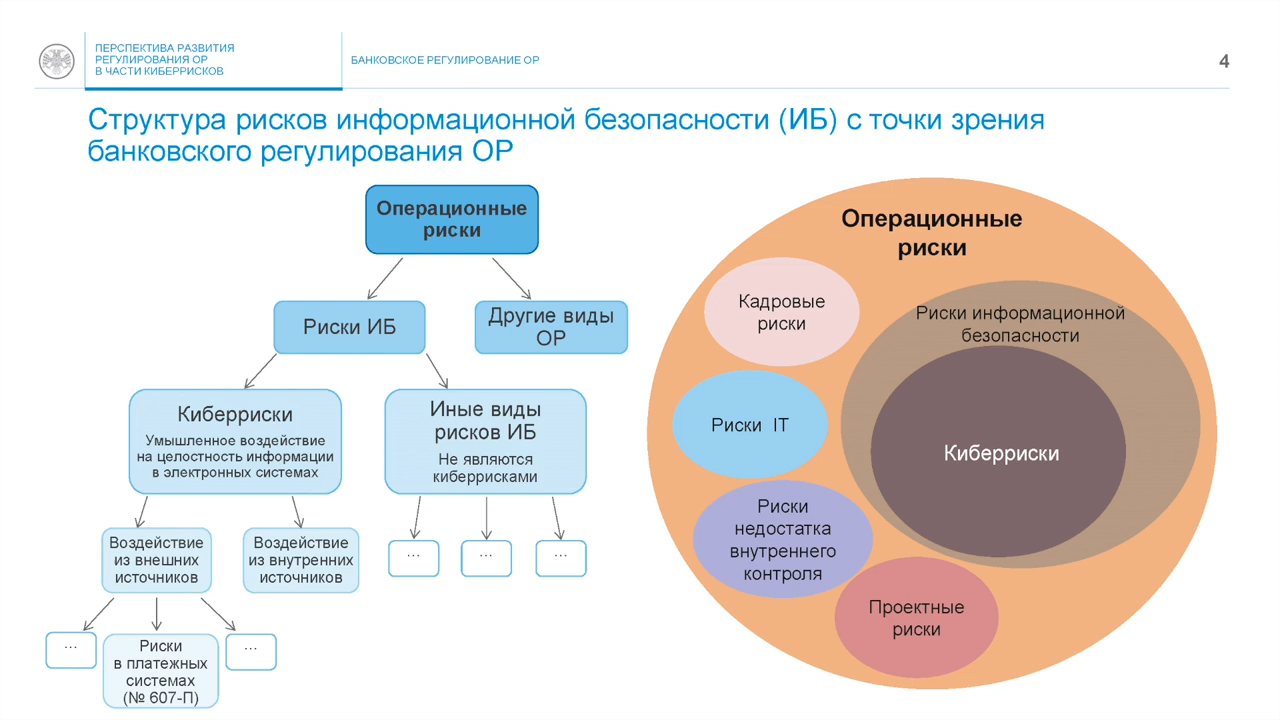 ПЕРСПЕКТИВА РАЗВИТИЯ
РЕГУЛИРОВАНИЯ ОР
В ЧАСТИ КИБЕРРИСКОВ
БАНКОВСКОЕ РЕГУЛИРОВАНИЕ ОР
4
Структура рисков информационной безопасности (ИБ) с точки зрения
банковского регулирования ОР
Операционные
риски
Риски ИБ
Другие виды
ОР
Киберриски
Умышленное воздействие
на целостность информации
в электронных системах
Иные виды
рисков ИБ
Не являются
киберрисками
Воздействие
из внешних
источников
Воздействие
из внутренних
источников
...
...
...
...
Риски
в платежных
системах
(№ 607-П)
...
Операционные
риски
Кадровые
риски
Риски информационной
безопасности
Риски IT
Киберриски
Риски
недостатка
внутреннего
контроля
Проектные
риски